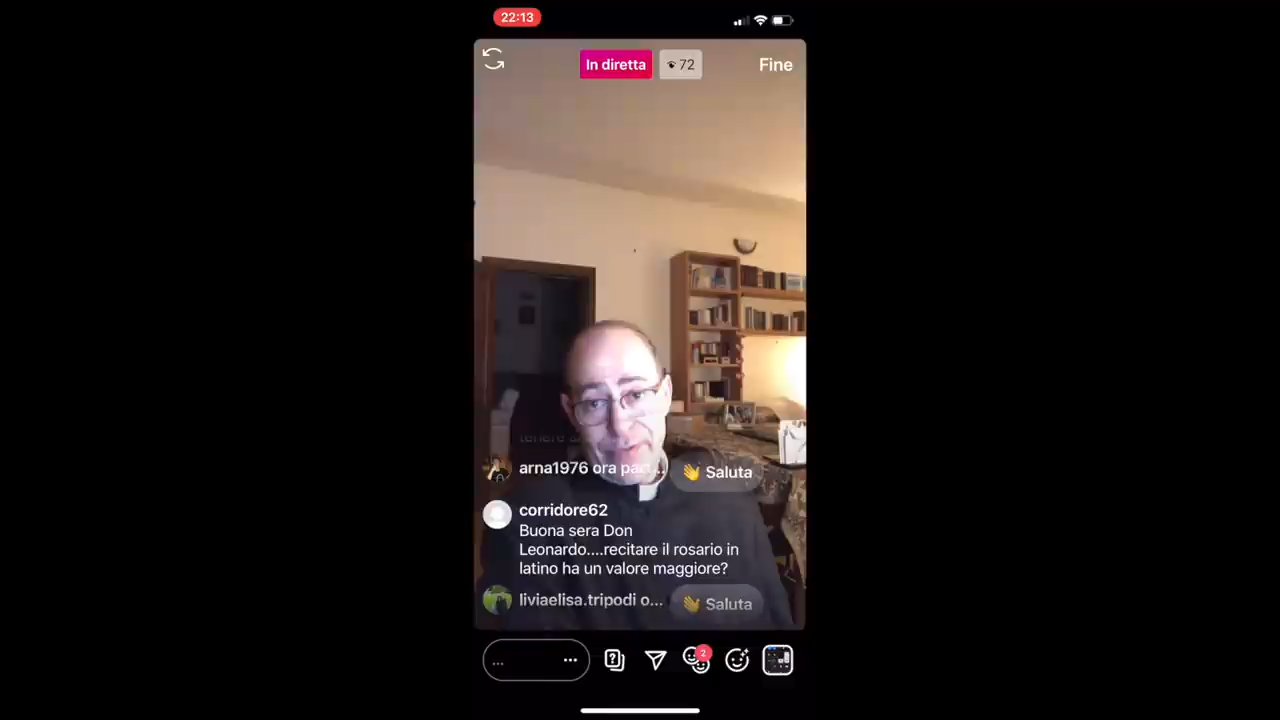 22:13
In diretta
72
Fine
arna1976 ora
Saluta
corridore62
Buona sera Don
Leonardo....recitare il rosario in
latino ha un valore maggiore?
liviaelisa.tripodi o...
Saluta
...
2